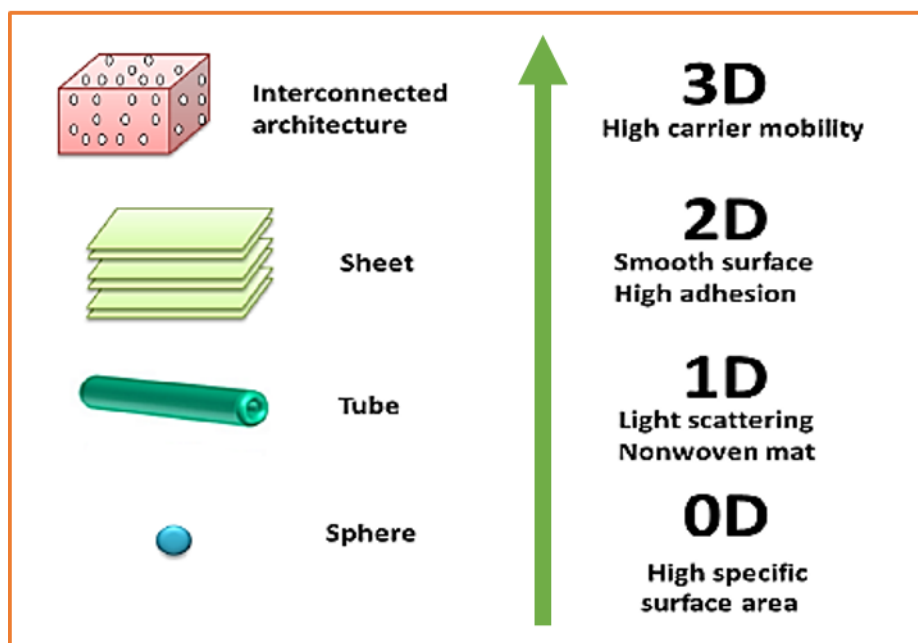 Interconnected
architecture
3D
High carrier mobility
Sheet
2D
Smooth surface
High adhesion
Tube
1D
Light scattering
Nonwoven mat
Sphere
0D
High specific
surface area